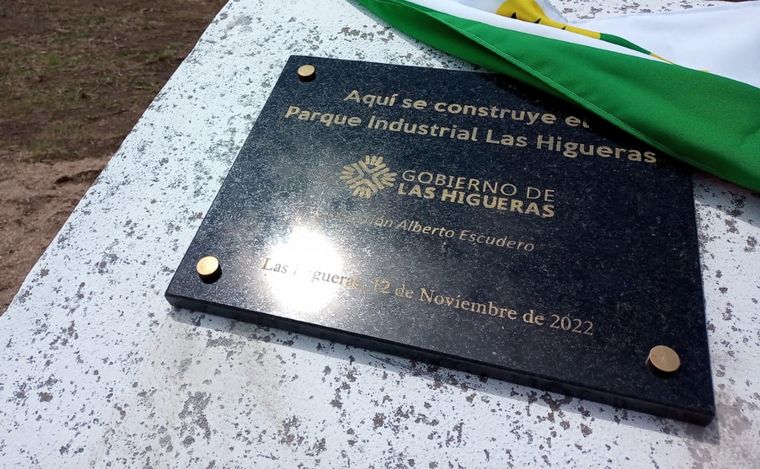 Aquí se construye el
Parque Industrial Las Higueras
GOBIERNO DE
LAS HIGUERAS
Alberto Escudero
Las Higueras, 12 de Noviembre de 2022